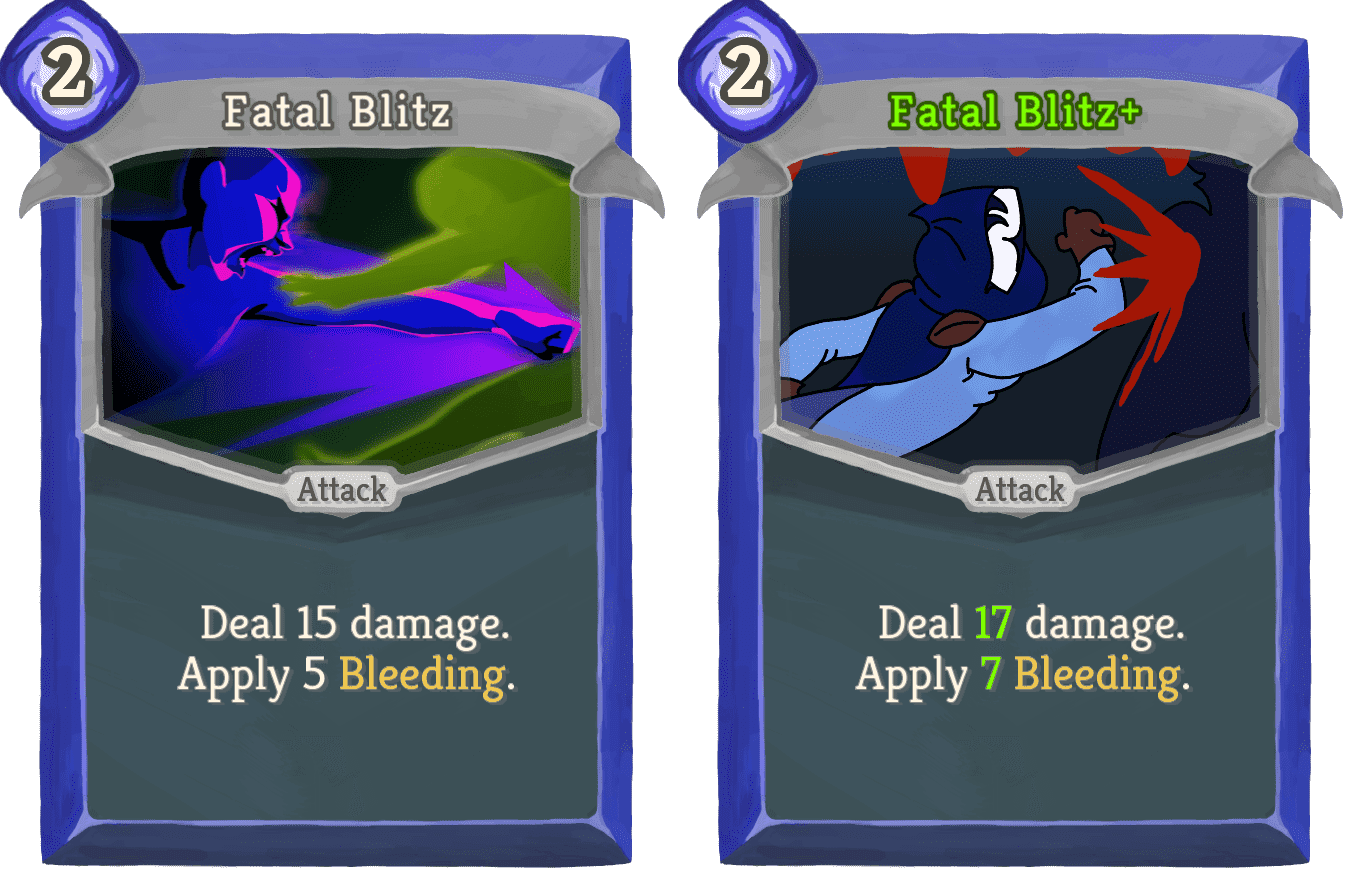 2
Fatal Blitz
Attack
Deal 15 damage.
Apply 5 Bleeding.
2
Fatal Blitz+
Attack
Deal 17 damage.
Apply 7 Bleeding.